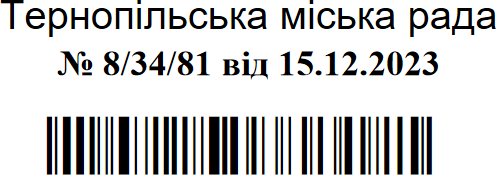 Тернопільська міська рада
№ 8/34/81 від 15.12.2023